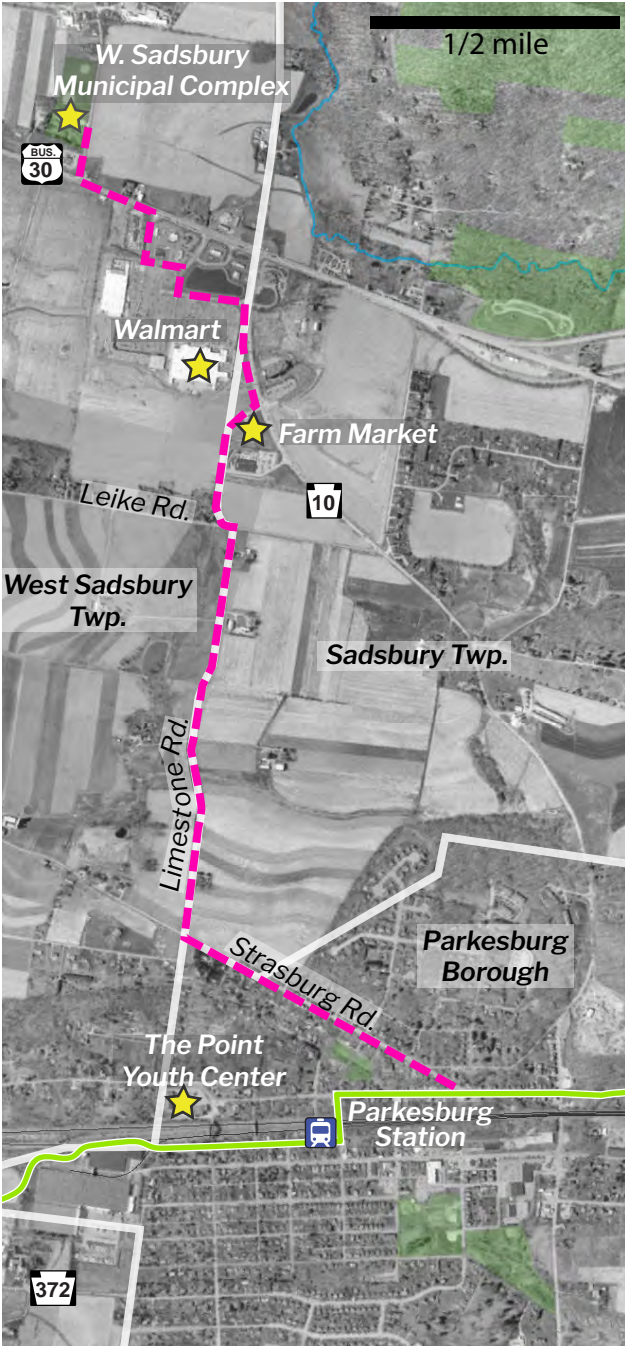 1/2 mile
W. Sadsbury
Municipal Complex
BUS.
30
Walmart
Farm Market
Leike Rd.
10
West Sadsbury
Twp.
Sadsbury Twp.
Limestone Rd.
Parkesburg
Borough
Strasburg Rd.
The Point
Youth Center
Parkesburg
Station
372